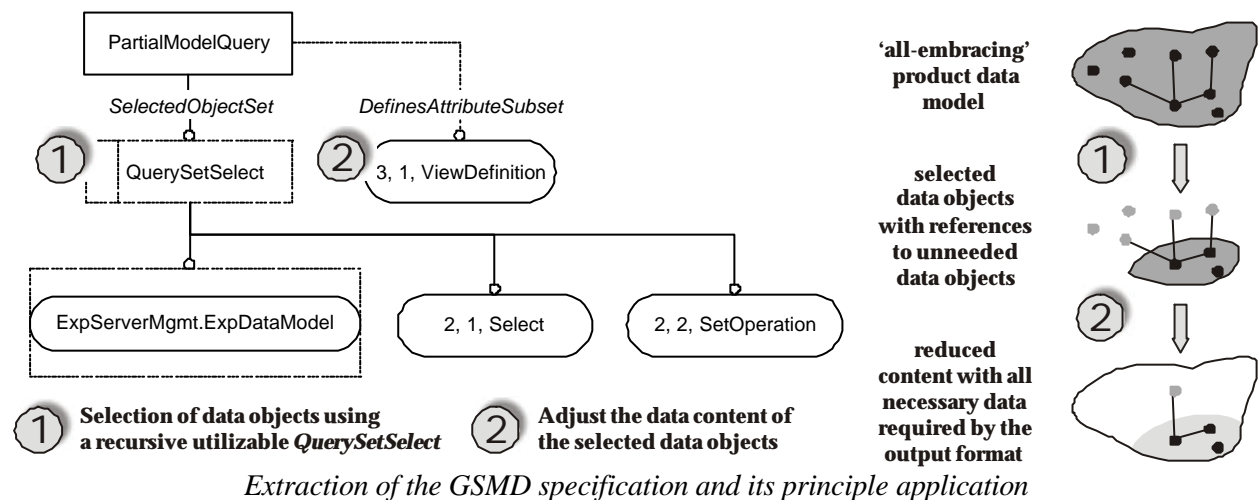 PartialModelQuery
SelectedObjectSet
DefinesAttributeSubset
1
QuerySetSelect
2
3, 1, ViewDefinition
ExpServerMgmt.ExpDataModel
2, 1, Select
2, 2, SetOperation
1
Selection of data objects using
a recursive utilizable QuerySetSelect
2
Adjust the data content of
the selected data objects
'all-embracing'
product data
model
1
selected
data objects
with references
to unneeded
data objects
2
reduced
content with all
necessary data
required by the
output format
Extraction of the GSMD specification and its principle application